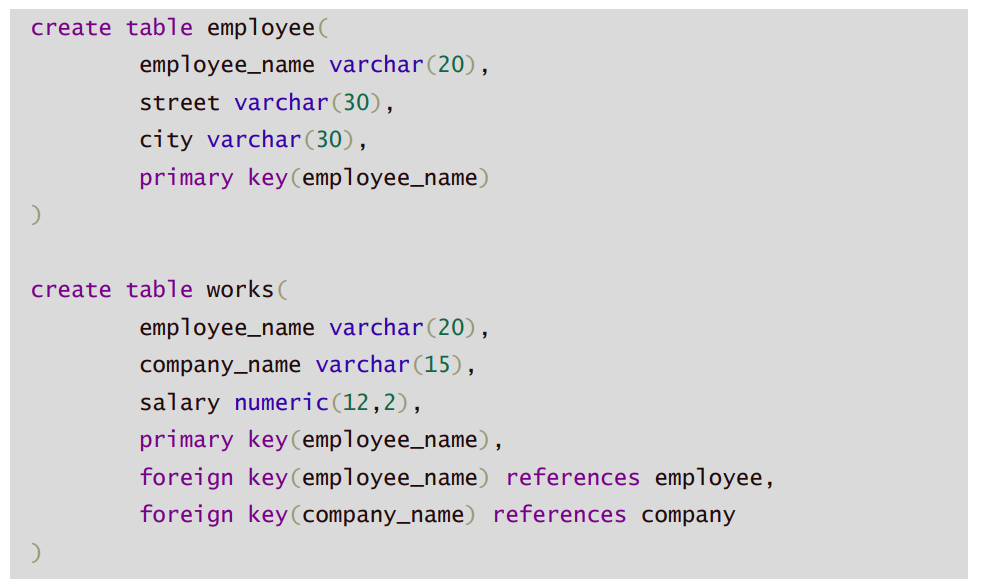 create table employee(
        employee_name varchar(20),
        street varchar(30),
        city varchar(30),
        primary key(employee_name)
)

create table works(
        employee_name varchar(20),
        company_name varchar(15),
        salary numeric(12,2),
        primary key(employee_name),
        foreign key(employee_name) references employee,
        foreign key(company_name) references company
)